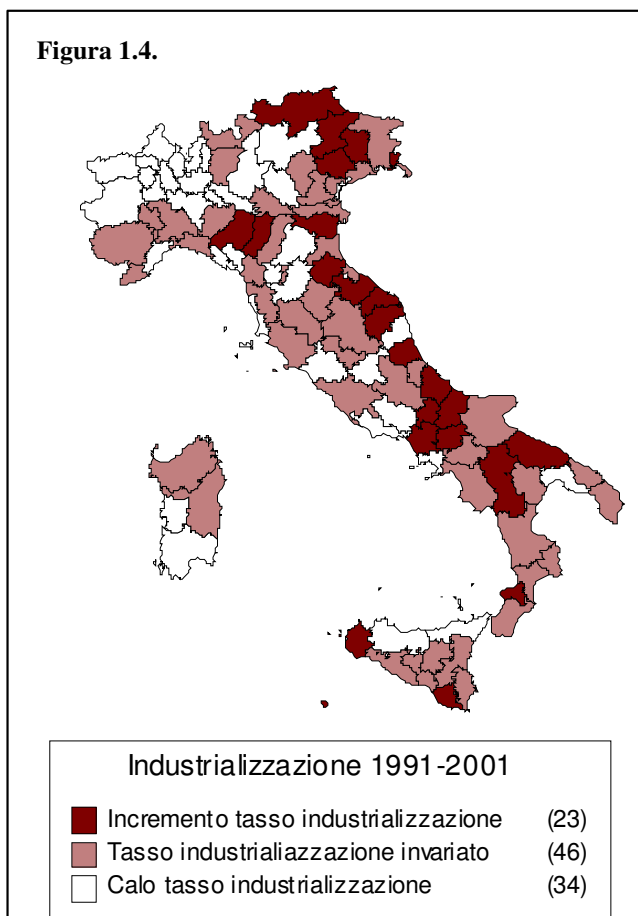 Figura 1.4.
Industrializzazione 1991-2001
Incremento tasso industrializzazione (23)
Tasso industrialiazzazione invariato (46)
Calo tasso industrializzazione (34)